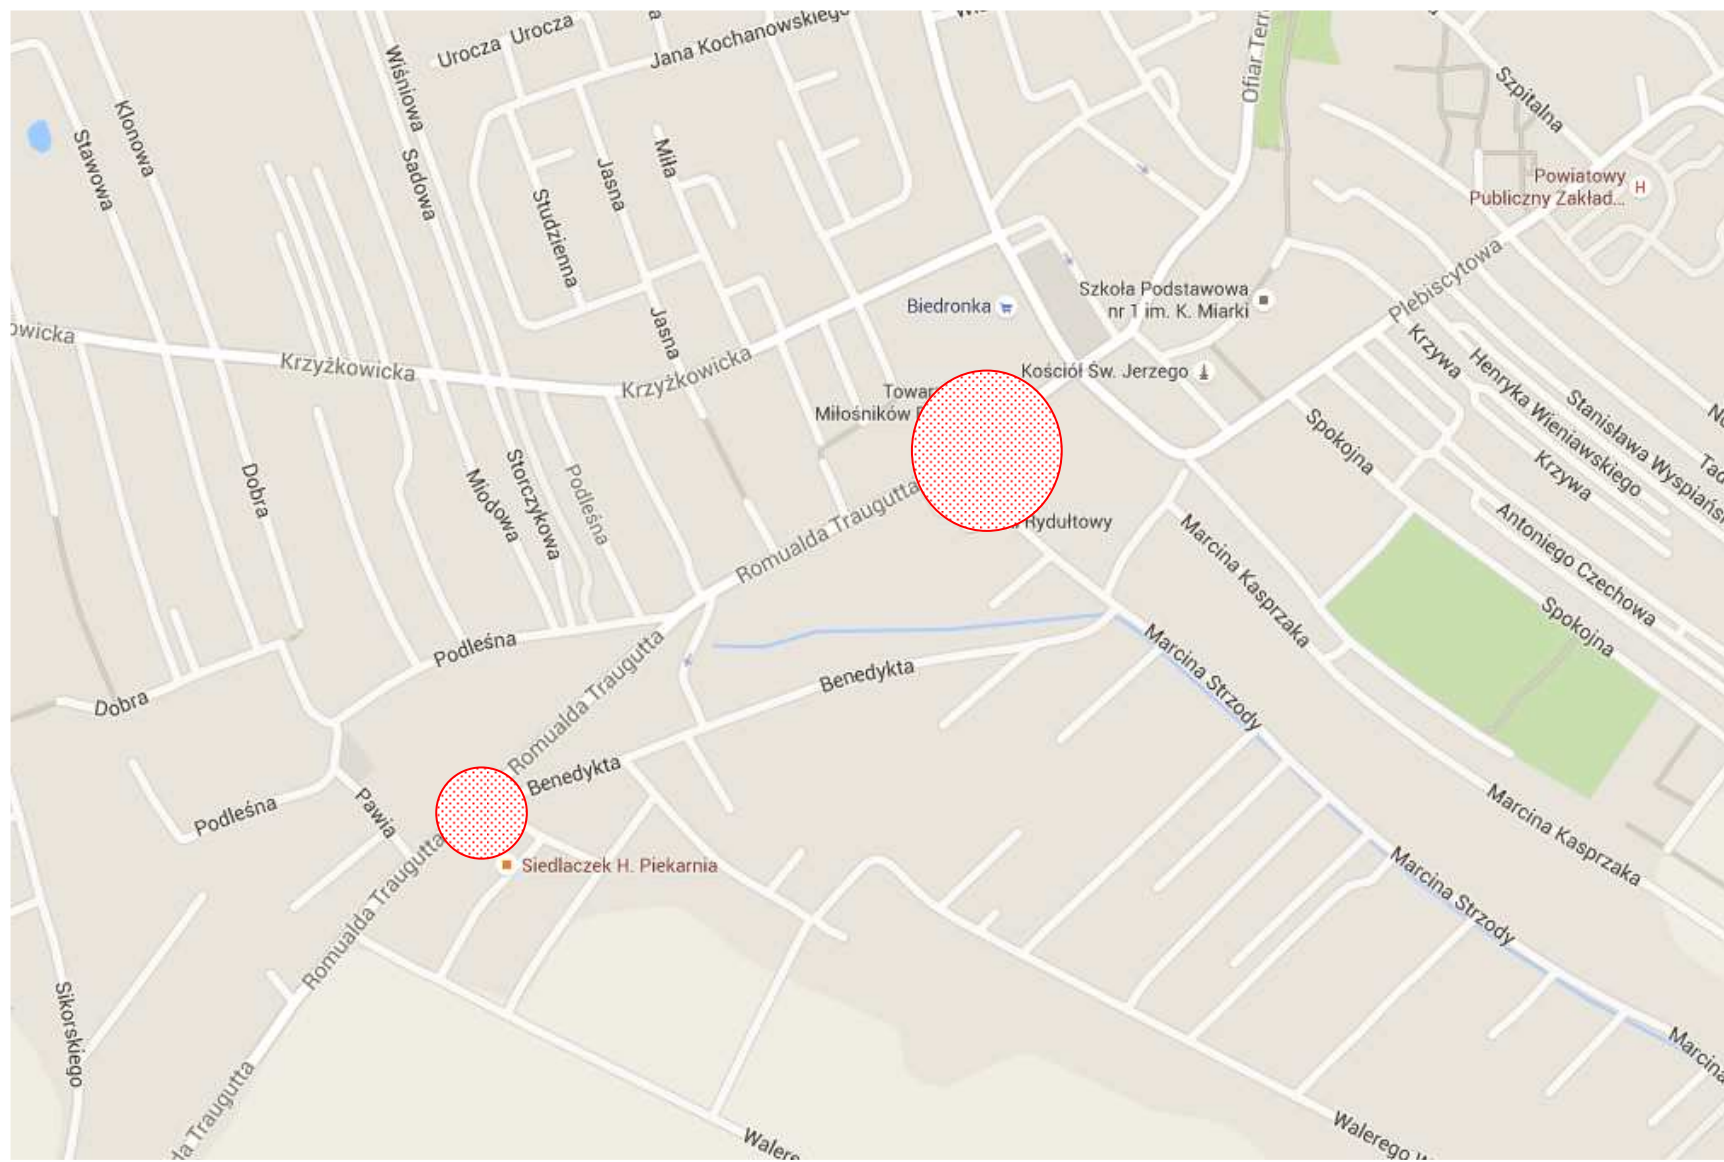 Urocza
Urocza
Jana Kochanowskiego
Wiśniowa
Sadowa
Klonowa
Stawowa
Studzienna
Jasna
Miła
Ofiar Terr
Szpitalna
Powiatowy
Publiczny Zakład...
H
Plebiscytowa
Szkoła Podstawowa
nr 1 im. K. Miarki
Biedronka
Jasna
owicka
Krzyżkowicka
Krzyżkowicka
Kościół Św. Jerzego
Towar
Miłośników
Krzywa
Henryka Wieniawskiego
Stanisława Wyspiańs
Tad
Krzywa
Spokojna
Antoniego Czechowa
Spokojna
Dobra
Miodowa
Storczykowa
Podleśna
Romualda Traugutta
Rydułtowy
Marcina Kasprzaka
Marcina Strzody
Podleśna
Dobra
Romualda Traugutta
Benedykta
Benedykta
Podleśna
Pawia
Siedlaczek H. Piekarnia
Romualda Traugutta
Marcina Kasprzaka
Marcina Strzody
Sikorskiego
Marcina
da Traugutta
Walere
Walerego W